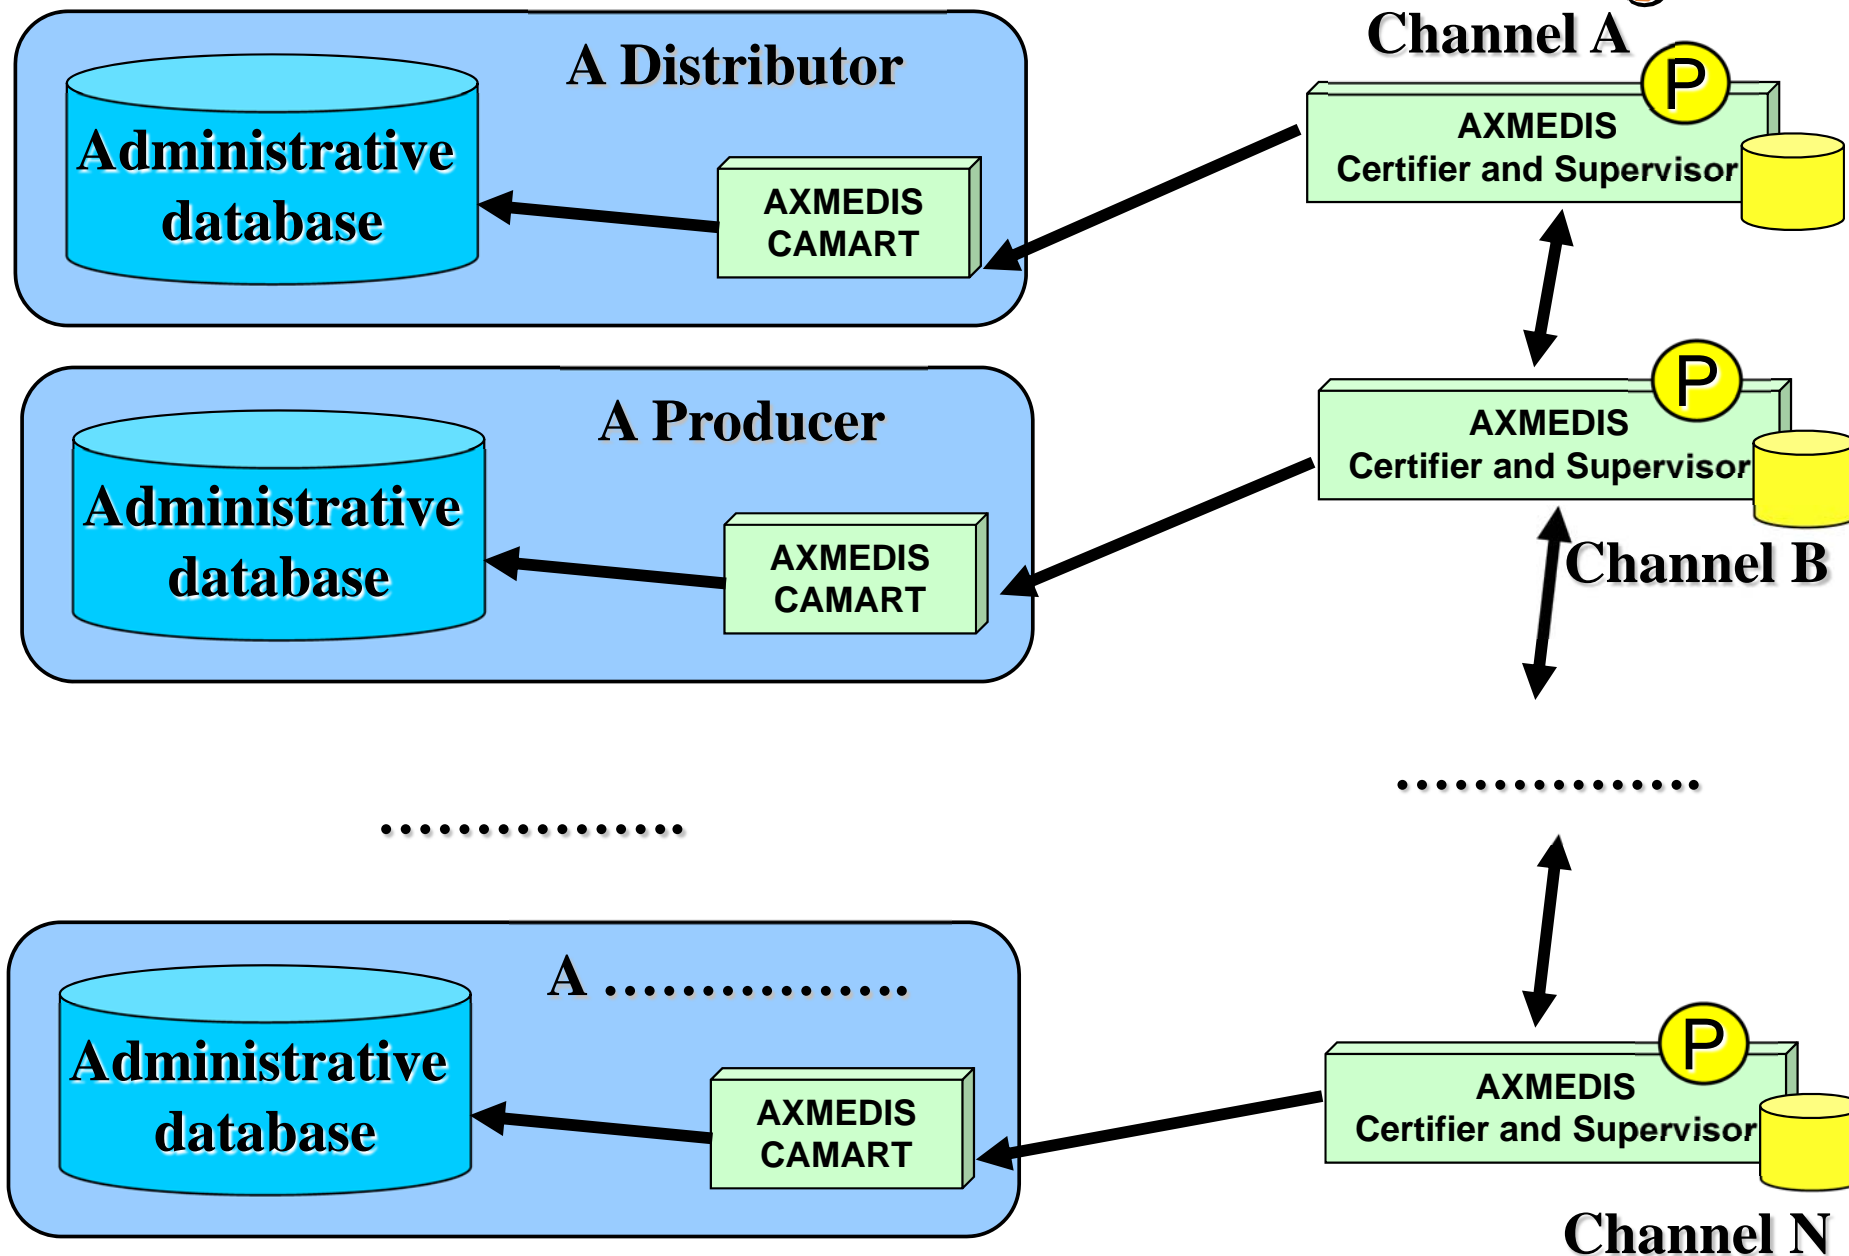 A Distributor
Administrative
database
AXMEDIS
CAMART
Channel A
P
AXMEDIS
Certifier and Supervisor
A Producer
Administrative
database
AXMEDIS
CAMART
P
AXMEDIS
Certifier and Supervisor
Channel B
................
................
A ................
Administrative
database
AXMEDIS
CAMART
P
AXMEDIS
Certifier and Supervisor
Channel N